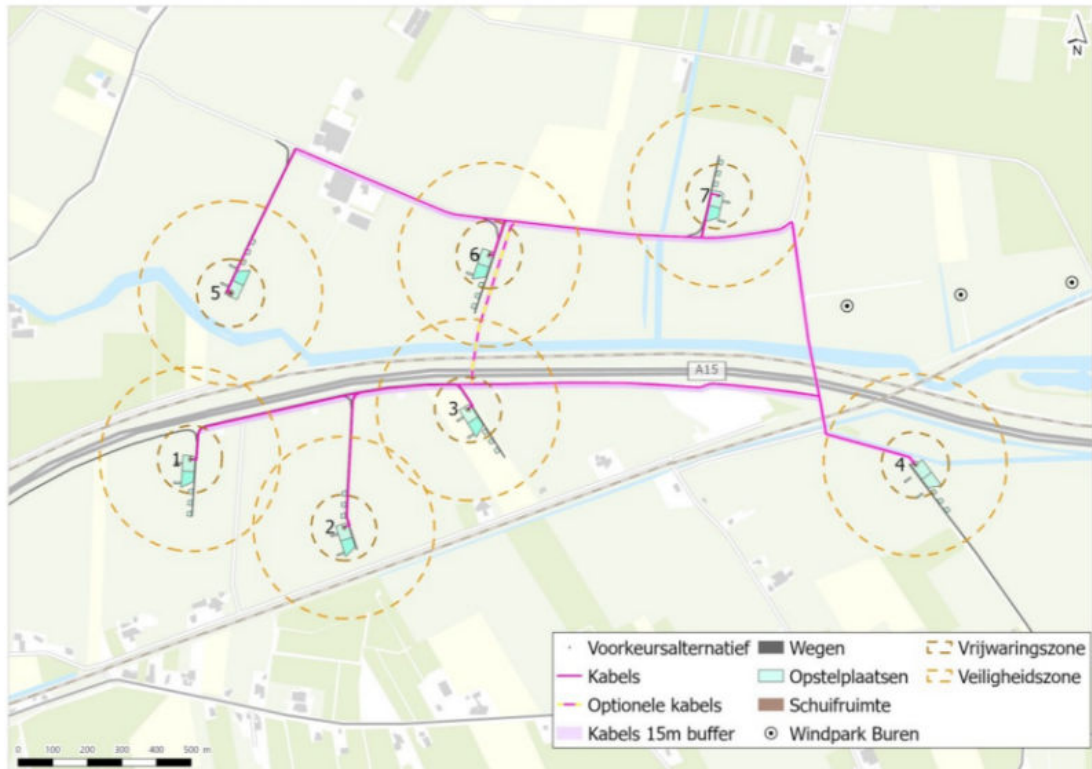 N
7
6
5
A15
3
1
4
2
Voorkeursalternatief
Kabels
Optionele kabels
Kabels 15m buffer
Wegen
Opstelplaatsen
Schuifruimte
Windpark Buren
Vrijwaringszone
Veiligheidszone
0 100 200 300 400 500 m